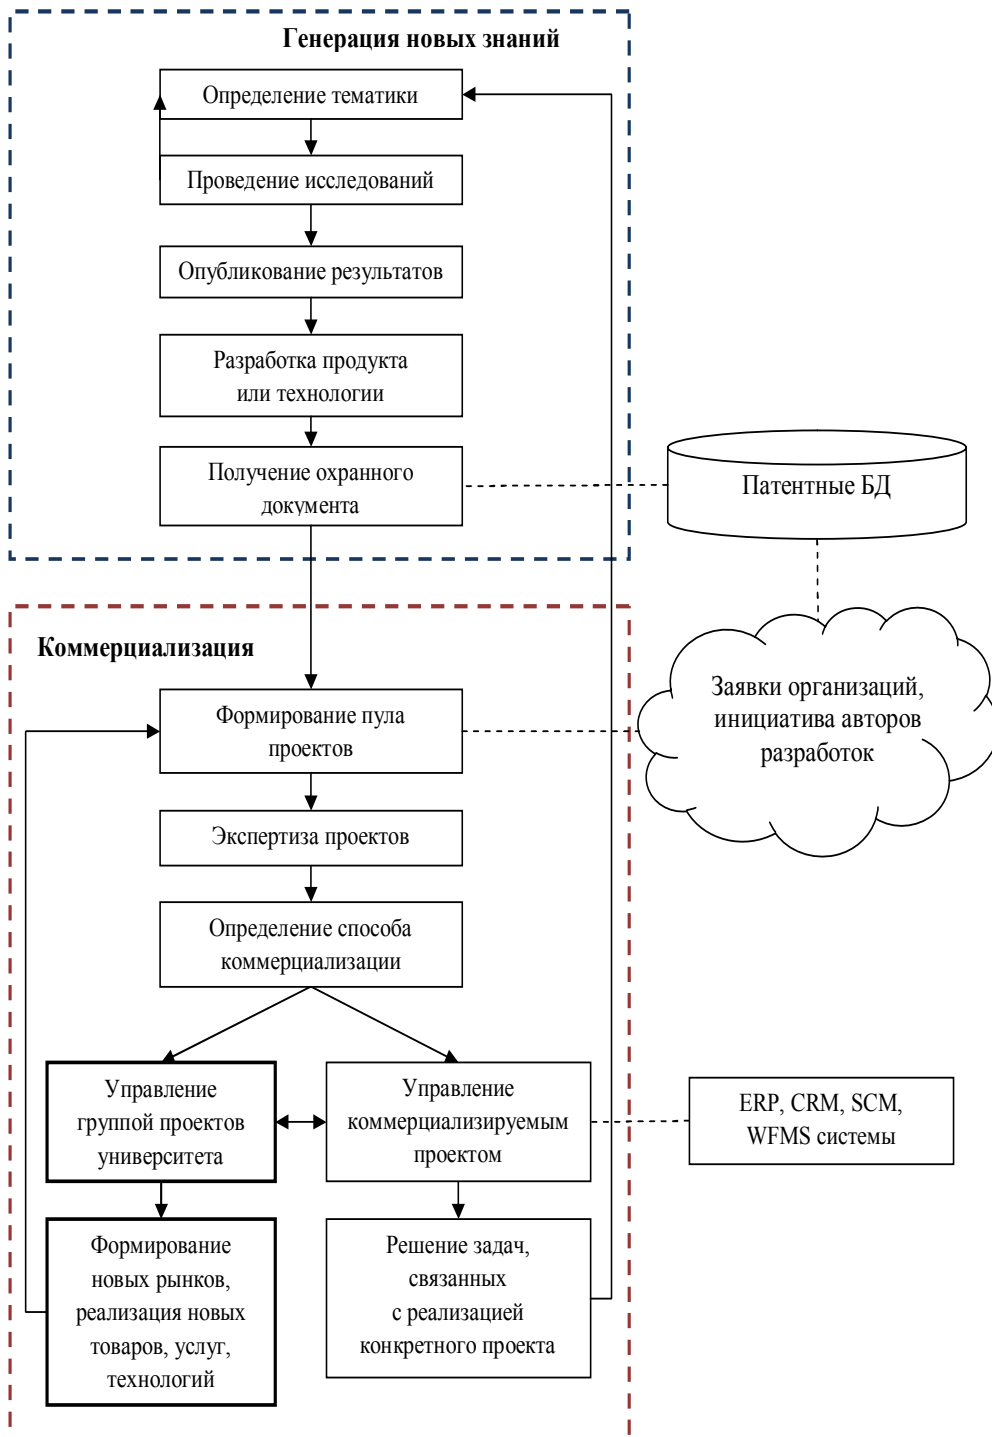 Генерация новых знаний
Определение тематики
Проведение исследований
Опубликование результатов
Разработка продукта
или технологии
Получение охранного
документа
Патентные БД
Коммерциализация
Формирование пула
проектов
Заявки организаций,
инициатива авторов
разработок
Экспертиза проектов
Определение способа
коммерциализации
Управление
группой проектов
университета
Управление
коммерциализируемым
проектом
ERP, CRM, SCM,
WFMS системы
Формирование
новых рынков,
реализация новых
товаров, услуг,
технологий
Решение задач,
связанных
с реализацией
конкретного проекта